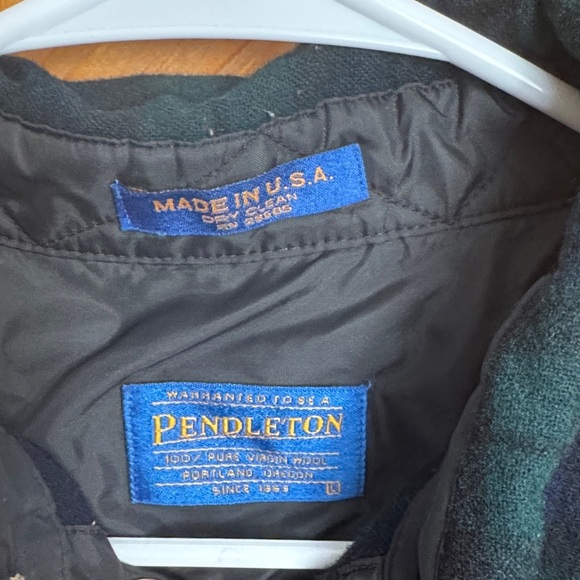 MADE IN U.S.A.
DRY CLEAN
RN 29685
WARRANTED TO BE A
PENDLETON
100% PURE VIRGIN WOOL
PORTLAND, OREGON
SINCE 1863